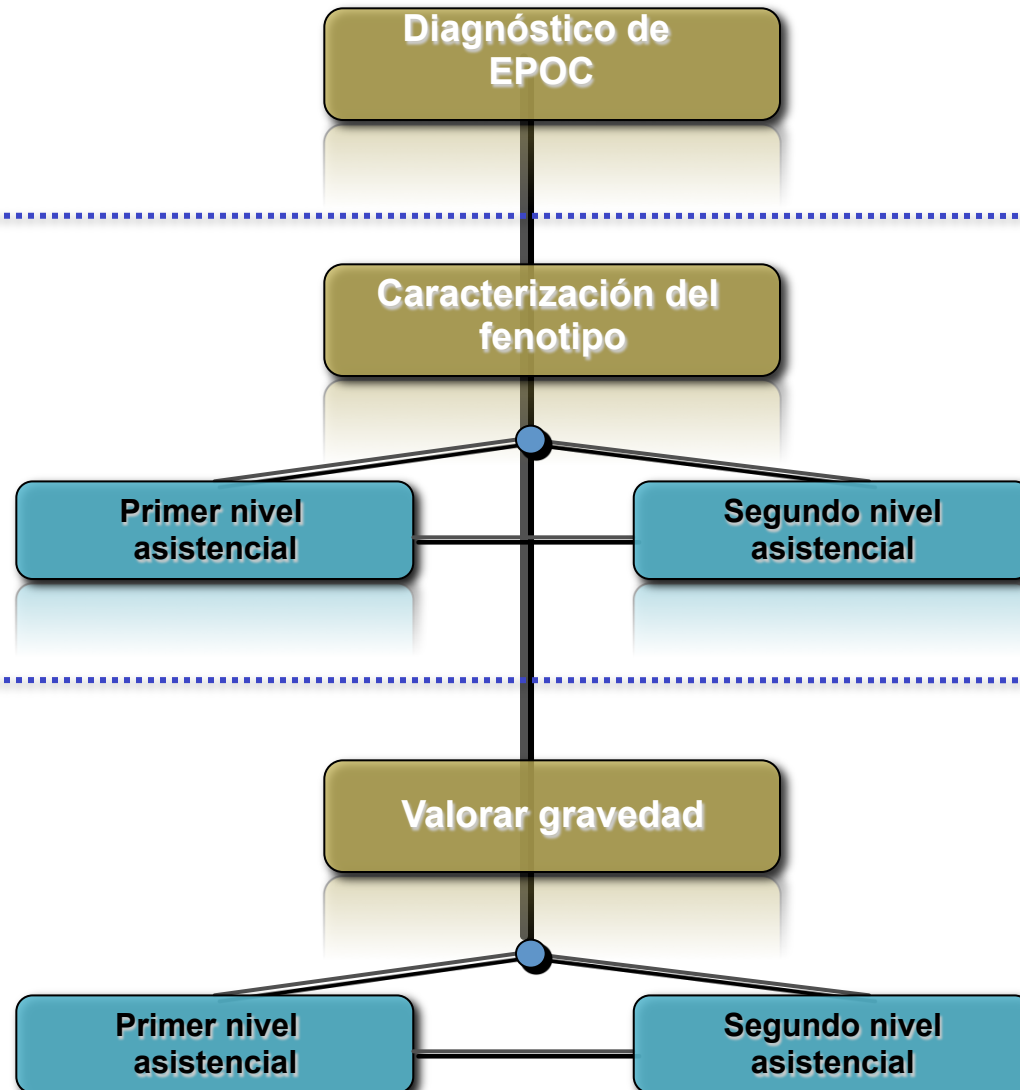 Diagnóstico de
EPOC
Caracterización del
fenotipo
Primer nivel
asistencial
Segundo nivel
asistencial
Valorar gravedad
Primer nivel
asistencial
Segundo nivel
asistencial